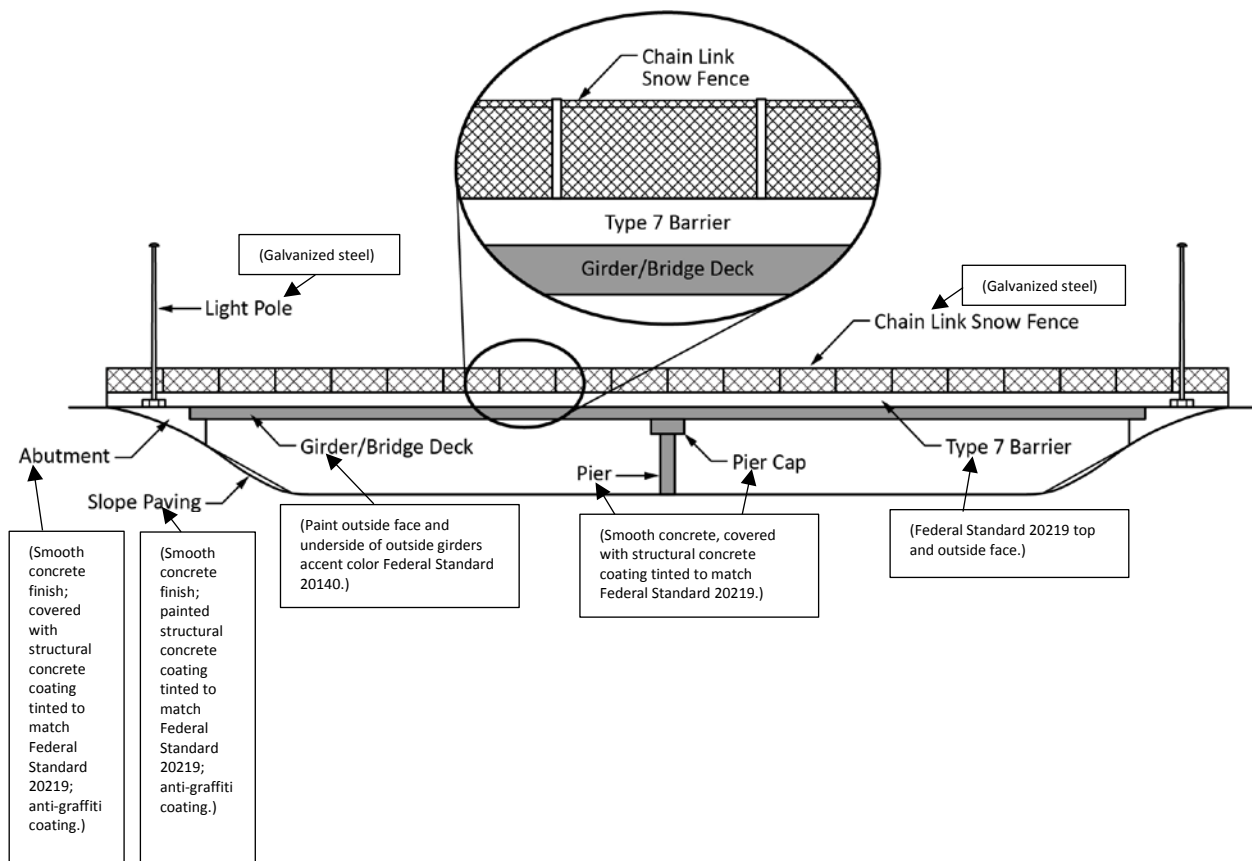 Chain Link
Snow Fence
Type 7 Barrier
Girder/Bridge Deck
(Galvanized steel)
Light Pole
(Galvanized steel)
Chain Link Snow Fence
Abutment
Girder/Bridge Deck
Pier
Pier Cap
Type 7 Barrier
Slope Paving
(Smooth
concrete
finish;
covered
with
structural
concrete
coating
tinted to
match
Federal
Standard
20219;
anti-graffiti
coating.)
(Smooth
concrete
finish;
painted
structural
concrete
coating
tinted to
match
Federal
Standard
20219;
anti-graffiti
coating.)
(Paint outside face and
underside of outside girders
accent color Federal Standard
20140.)
(Smooth concrete, covered
with structural concrete
coating tinted to match
Federal Standard 20219.)
(Federal Standard 20219 top
and outside face.)